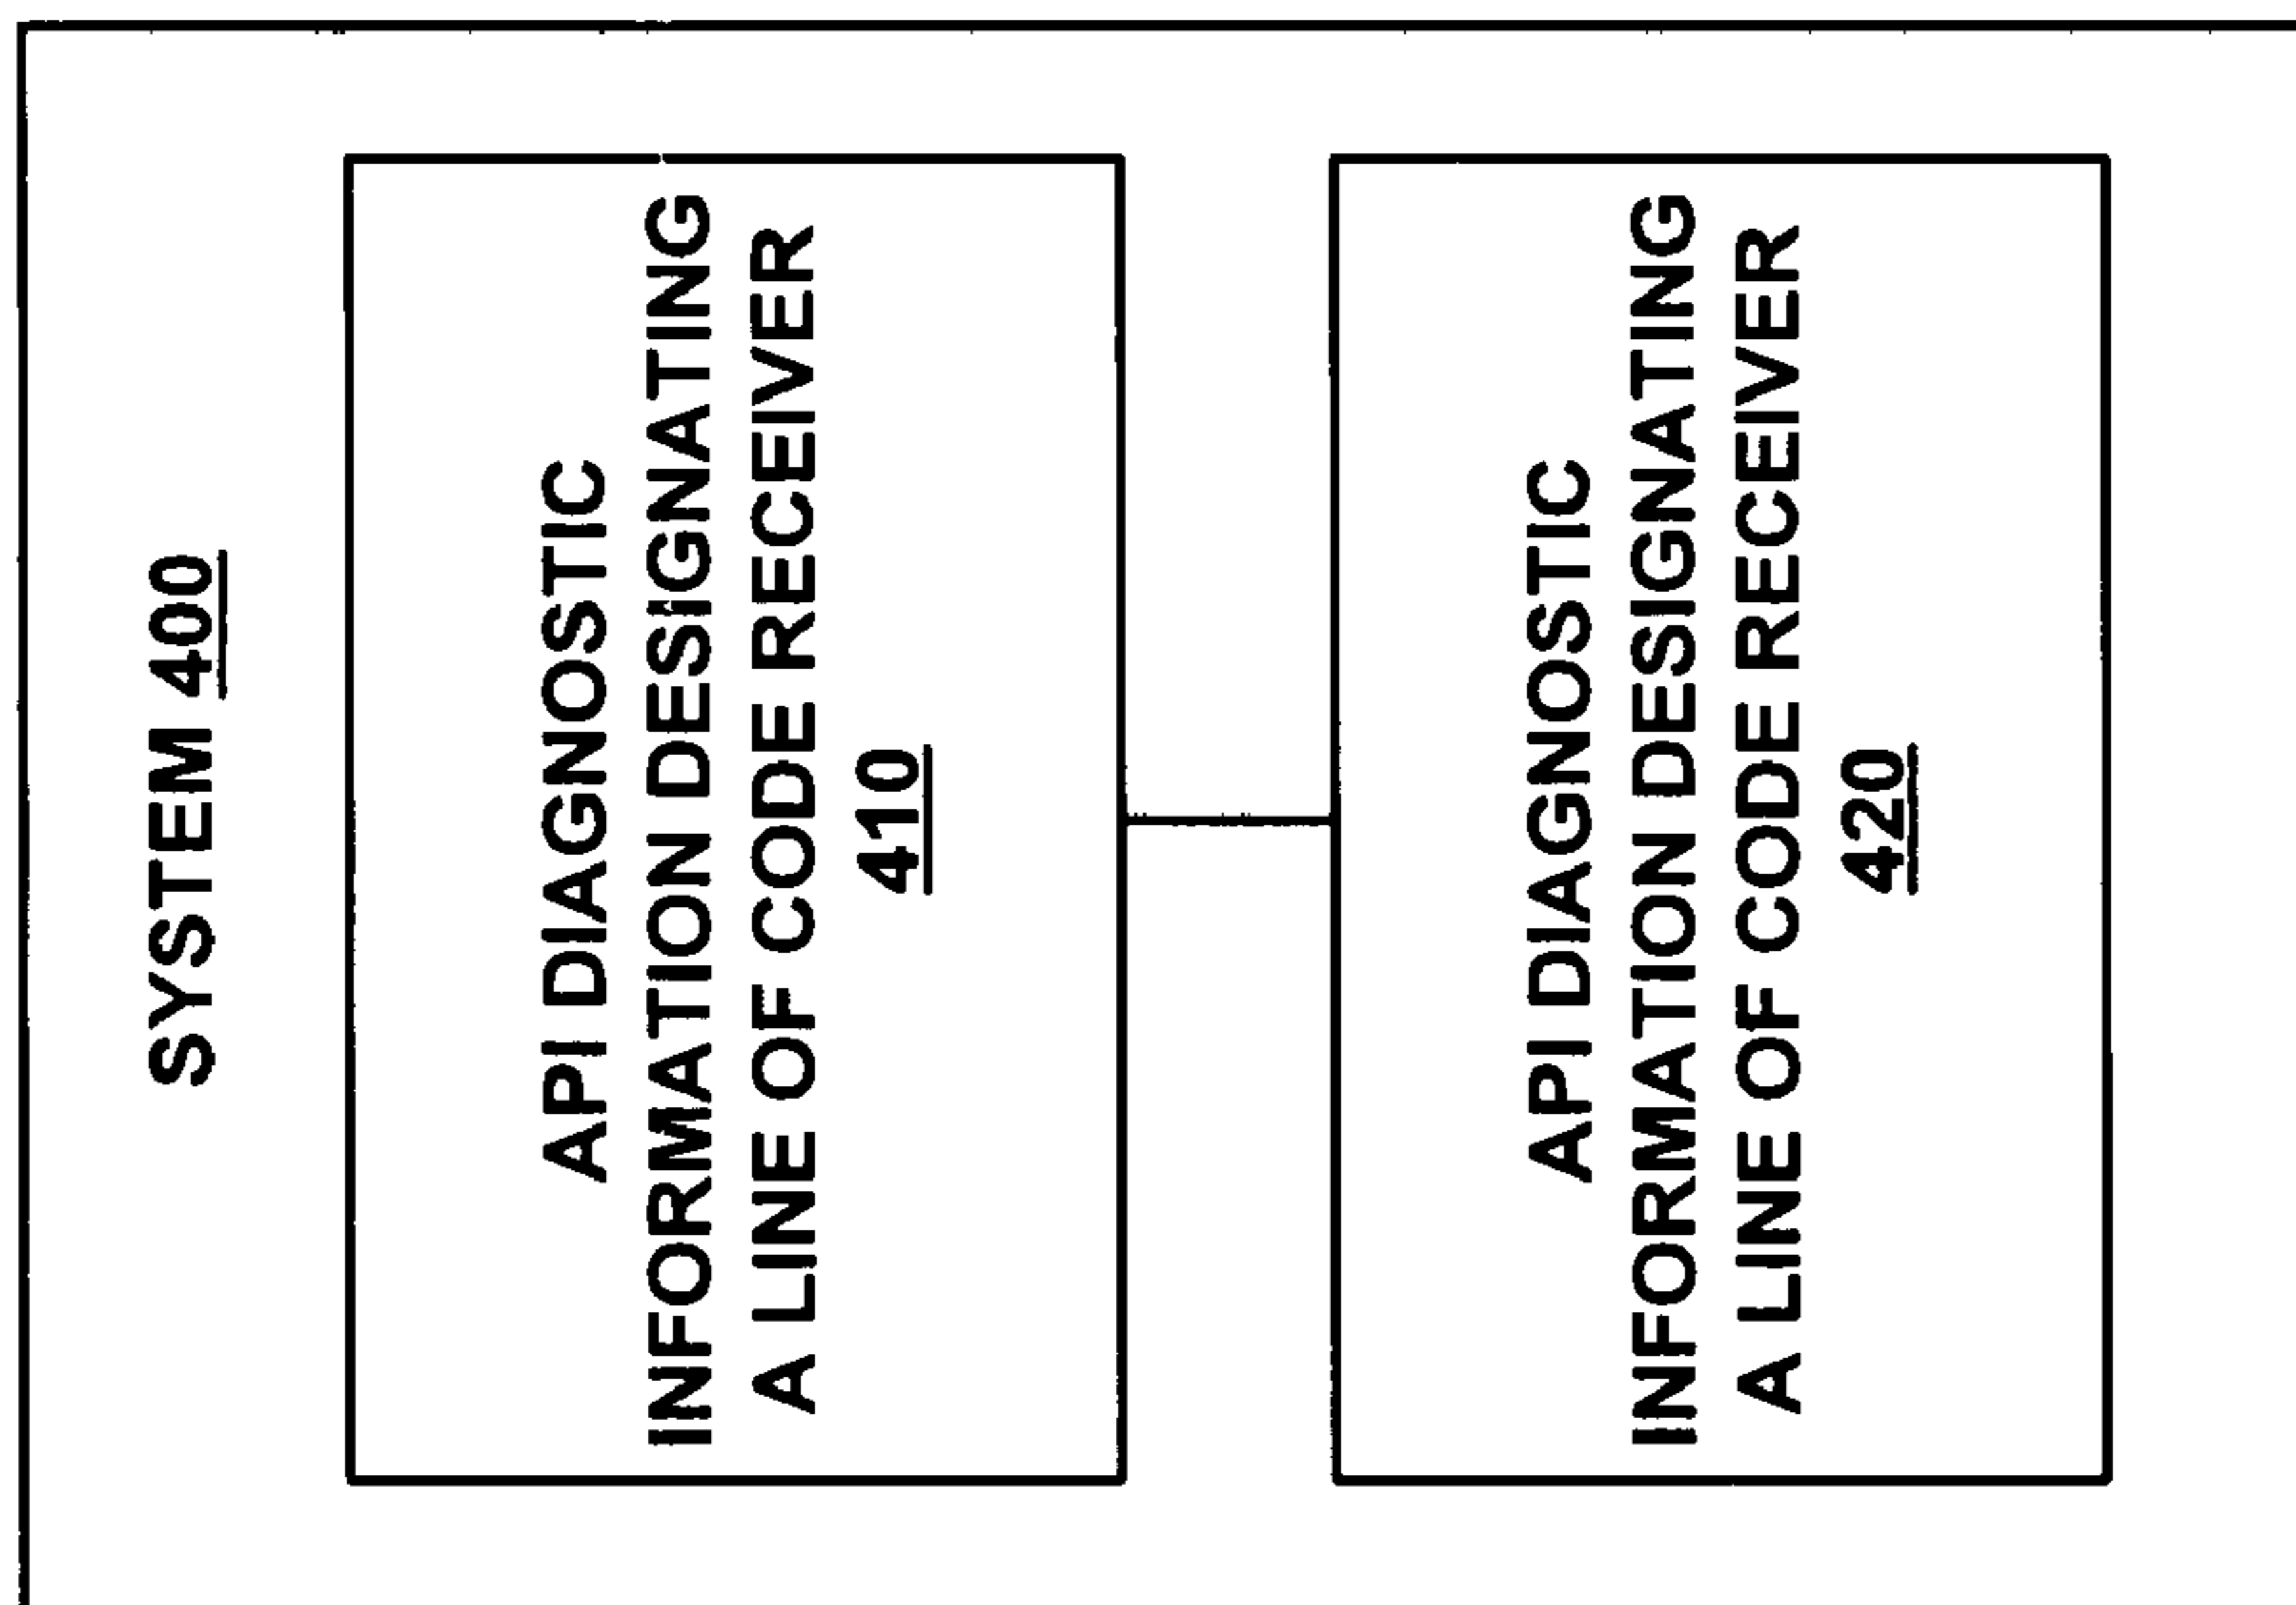 SYSTEM 400
API DIAGNOSTIC
INFORMATION DESIGNATING
A LINE OF CODE RECEIVER
410
API DIAGNOSTIC
INFORMATION DESIGNATING
A LINE OF CODE RECEIVER
420